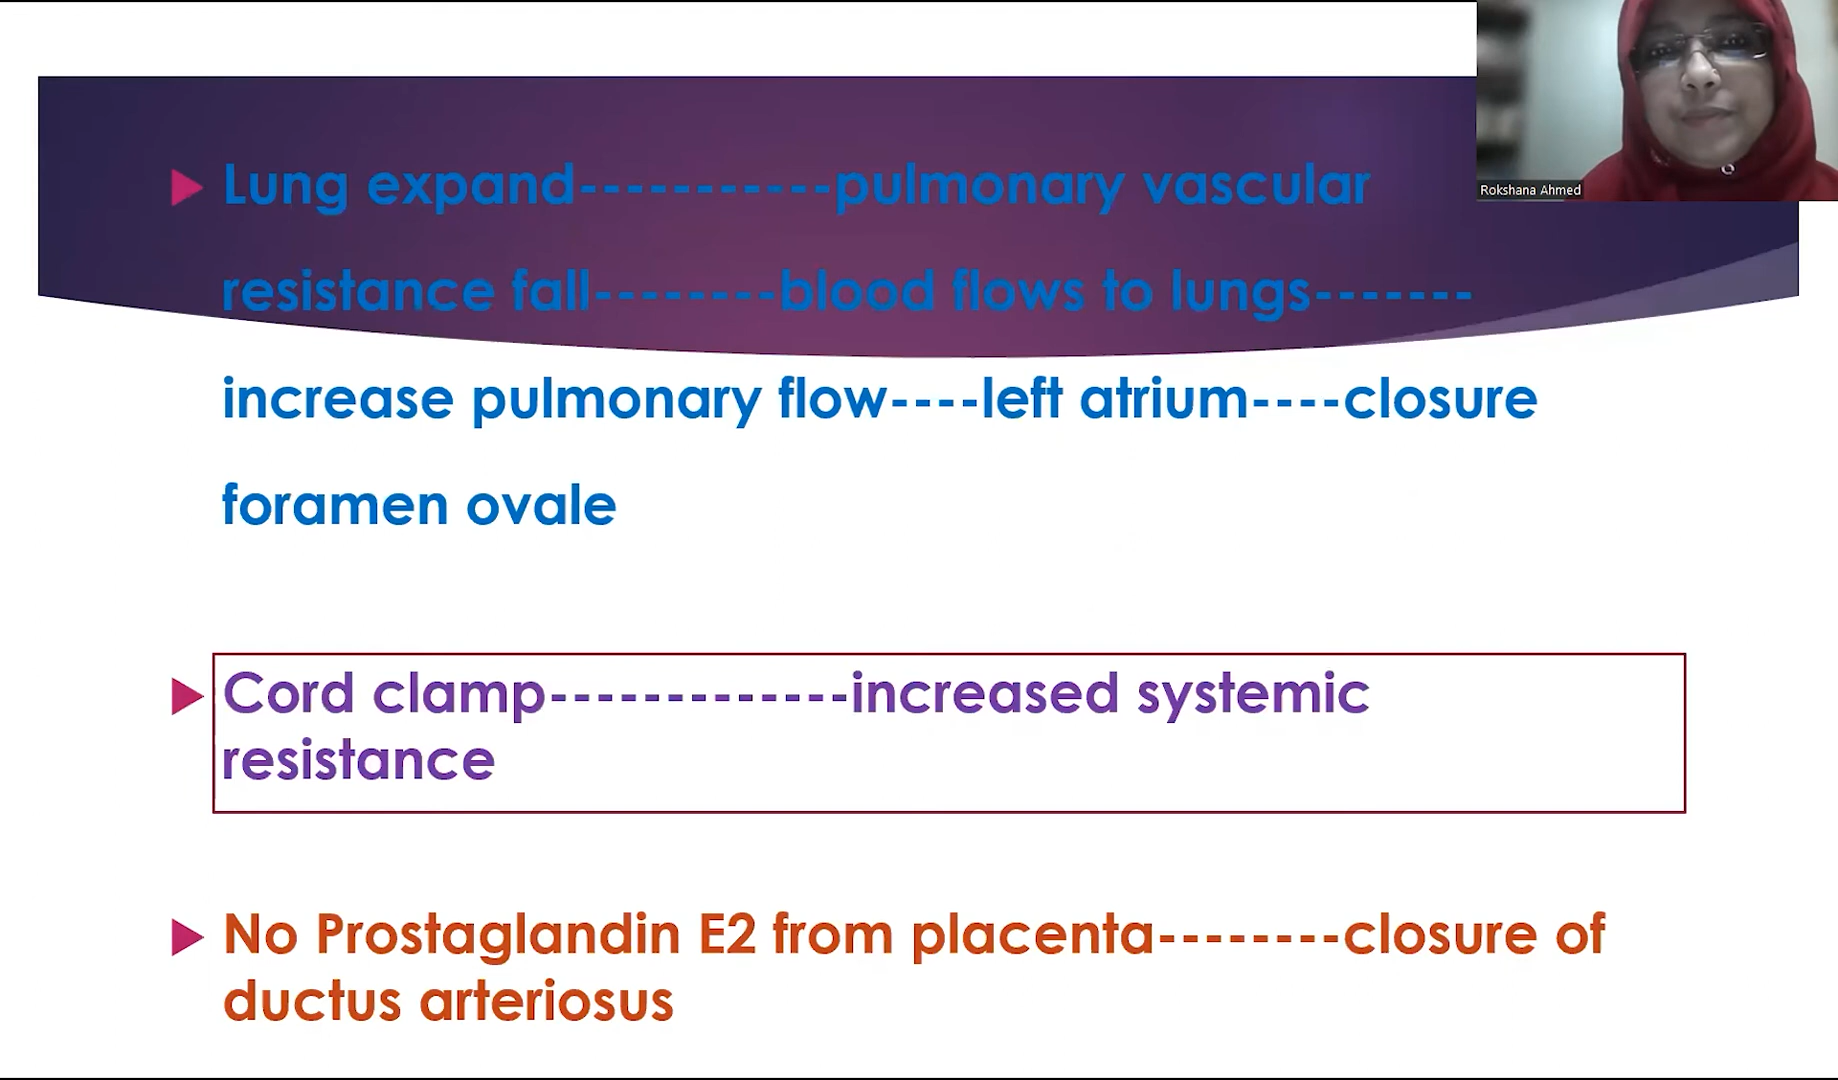 Rokshana Ahmed
Lung expand-----------pulmonary vascular
resistance fall--------blood flows to lungs-------
increase pulmonary flow----left atrium----closure
foramen ovale
Cord clamp-------------increased systemic
resistance
No Prostaglandin E2 from placenta--------closure of
ductus arteriosus